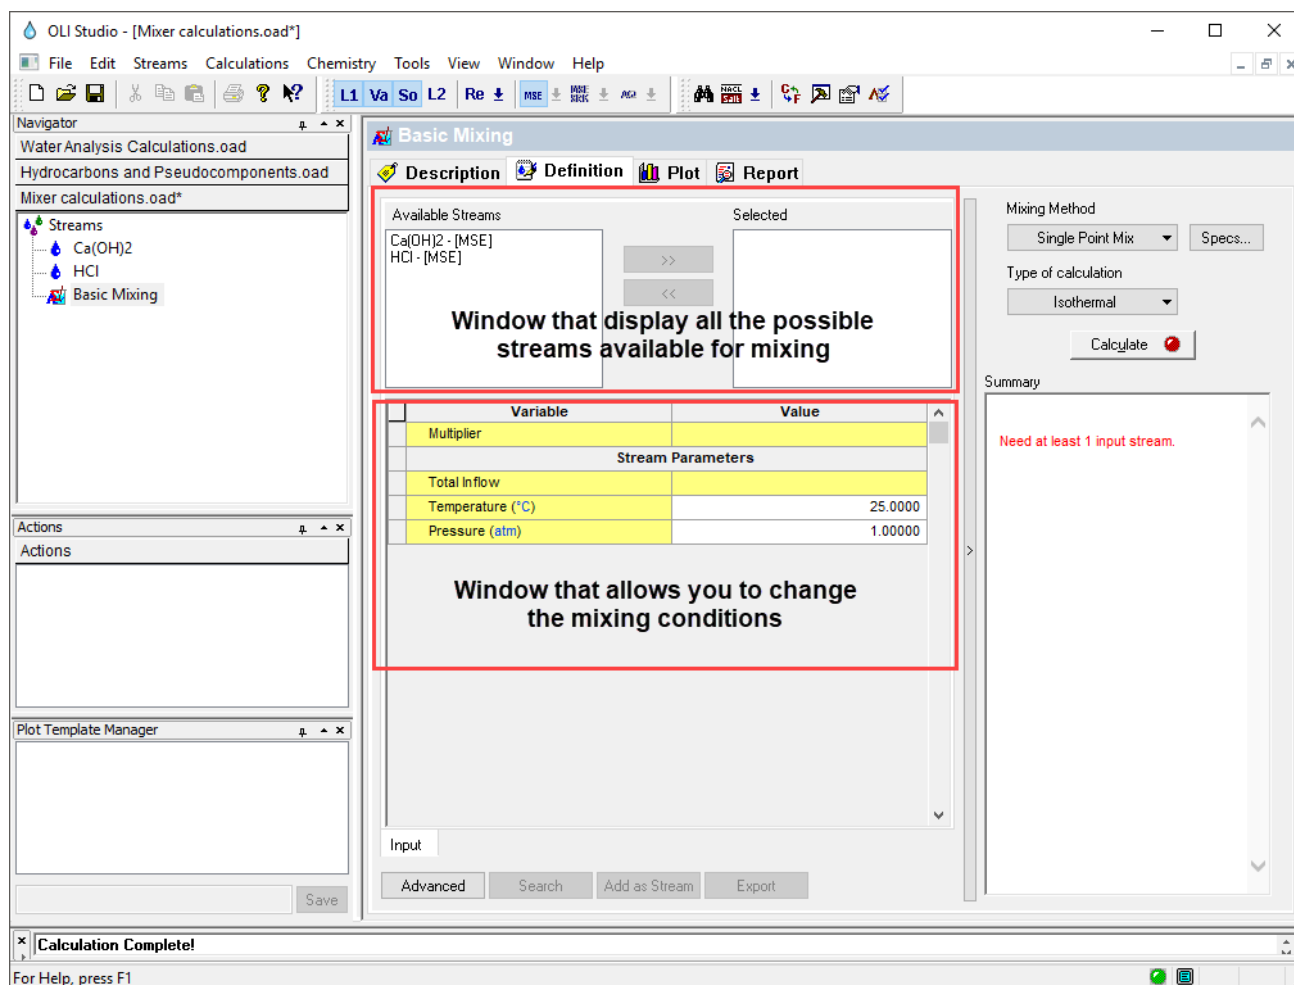 OLI Studio - [Mixer calculations.oad*]
File Edit Streams Calculations Chemistry Tools View Window Help
L1 Va So L2 Re MSE MSE SRK AQ
Navigator
Water Analysis Calculations.oad
Hydrocarbons and Pseudocomponents.oad
Mixer calculations.oad*
Streams
Ca(OH)2
HCl
Basic Mixing
Actions
Actions
Plot Template Manager
Save
Basic Mixing
Description Definition Plot Report
Available Streams Selected
Ca(OH)2 - [MSE]
HCl - [MSE]
>>
<<
Window that display all the possible
streams available for mixing
Variable Value
Multiplier
Stream Parameters
Total Inflow
Temperature (°C) 25.0000
Pressure (atm) 1.00000
Window that allows you to change
the mixing conditions
Input
Advanced Search Add as Stream Export
Mixing Method
Single Point Mix Specs...
Type of calculation
Isothermal
Calculate
Summary
Need at least 1 input stream.
Calculation Complete!
For Help, press F1